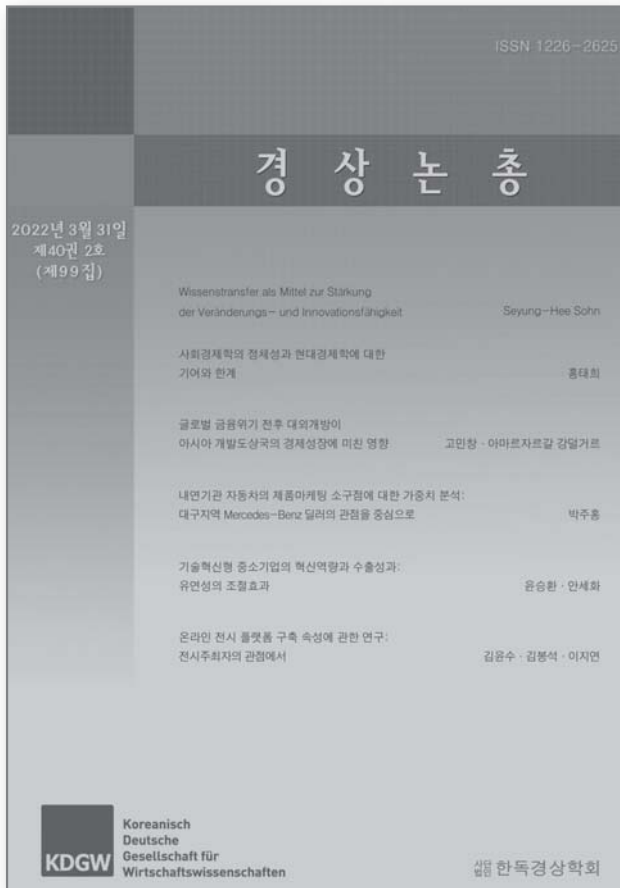 ISSN 1226-2625
경상논총
2022년 3월 31일
제40권 2호
(제99집)
Wissenstransfer als Mittel zur Stärkung
der Veränderungs- und Innovationsfähigkeit Seyung-Hee Sohn
사회경제학의 정체성과 현대경제학에 대한
기여와 한계 홍태희
글로벌 금융위기 전후 대외개방이
아시아 개발도상국의 경제성장에 미친 영향 고민창 · 아마르자르갈 강덜거르
내연기관 자동차의 제품마케팅 소구점에 대한 가중치 분석:
대구지역 Mercedes-Benz 딜러의 관점을 중심으로 박주홍
기술혁신형 중소기업의 혁신역량과 수출성과:
유연성의 조절효과 윤승환 · 안세화
온라인 전시 플랫폼 구축 속성에 관한 연구:
전시주최자의 관점에서 김윤수 · 김봉석 · 이지연
KDGW
Koreanisch
Deutsche
Gesellschaft für
Wirtschaftswissenschaften
사단법인 한독경상학회